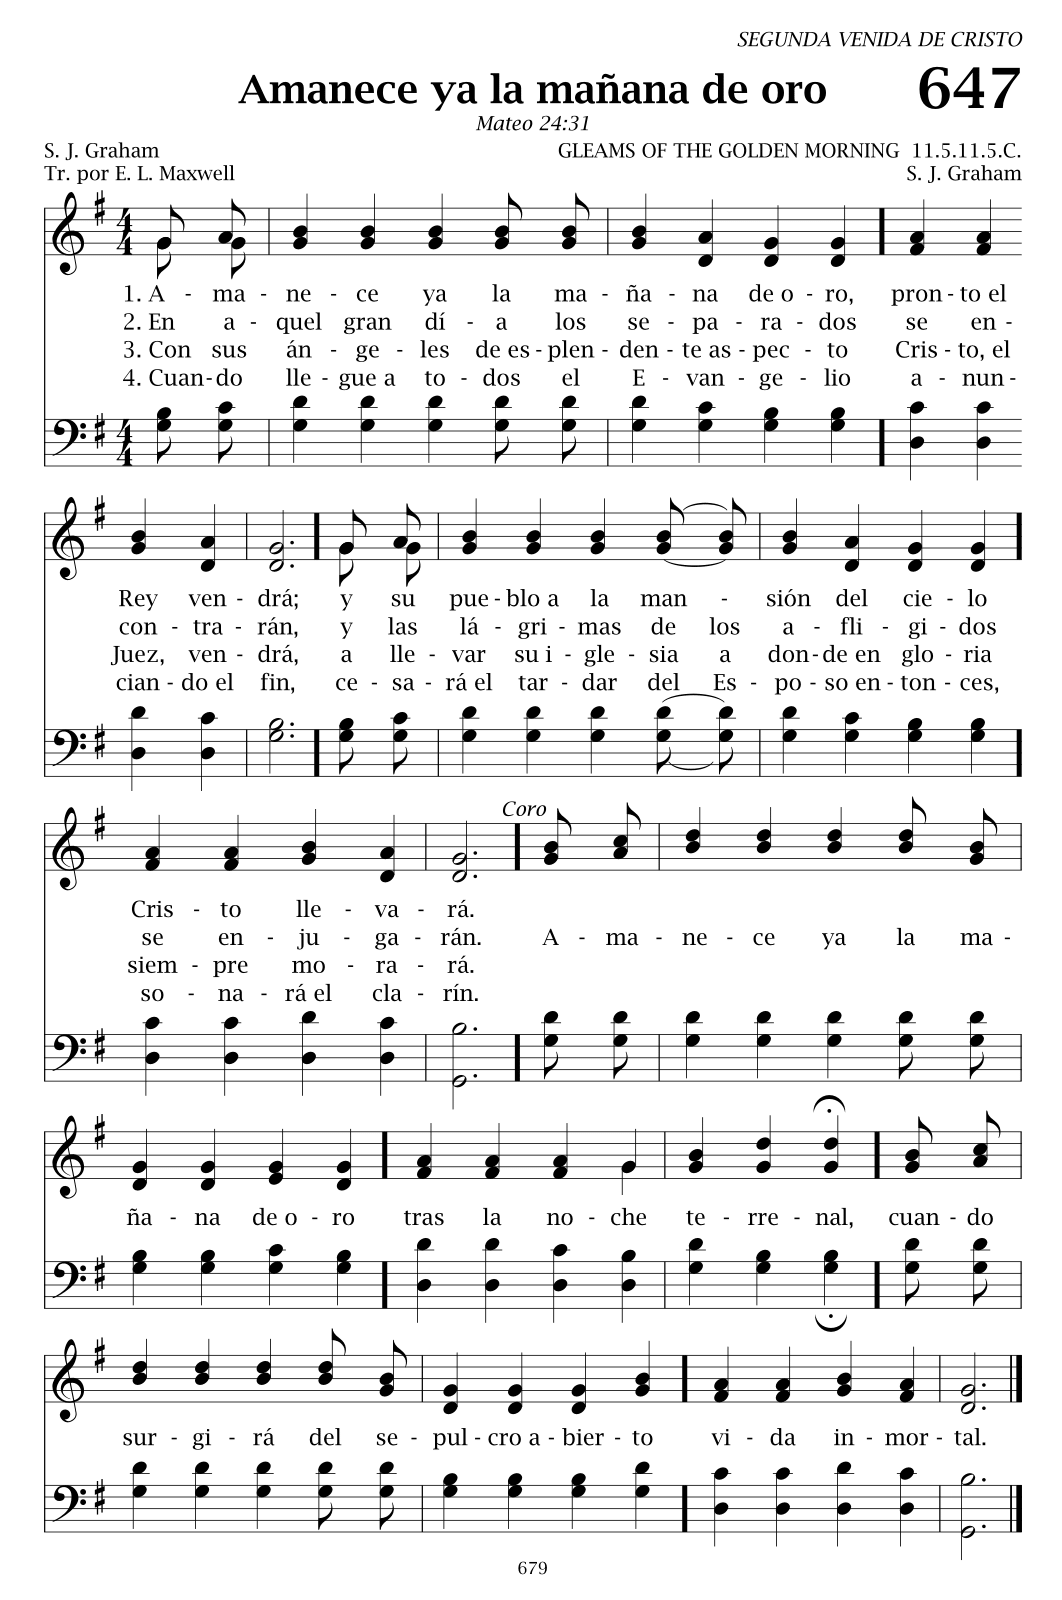 SEGUNDA VENIDA DE CRISTO
Amanece ya la mañana de oro 647
Mateo 24:31
S. J. Graham GLEAMS OF THE GOLDEN MORNING 11.5.11.5.C.
Tr. por E. L. Maxwell S. J. Graham
1. A - ma - ne - ce ya la ma - ña - na de o - ro, pron - to el
2. En a - quel gran dí - a los se - pa - ra - dos se en -
3. Con sus án - ge - les de es - plen - den - te as - pec - to Cris - to, el
4. Cuan - do lle - gue a to - dos el E - van - ge - lio a - nun -
Rey ven - drá; y su pue - blo a la man - sión del cie - lo
con - tra - rán, y las lá - gri - mas de los a - fli - gi - dos
Juez, ven - drá, a lle - var su i - gle - sia a don - de en glo - ria
cian - do el fin, ce - sa - rá el tar - dar del Es - po - so en - ton - ces,
Coro
Cris - to lle - va - rá.
se en - ju - ga - rán. A - ma - ne - ce ya la ma -
siem - pre mo - ra - rá.
so - na - rá el cla - rín.
ña - na de o - ro tras la no - che te - rre - nal, cuan - do
sur - gi - rá del se - pul - cro a - bier - to vi - da in - mor - tal.
679